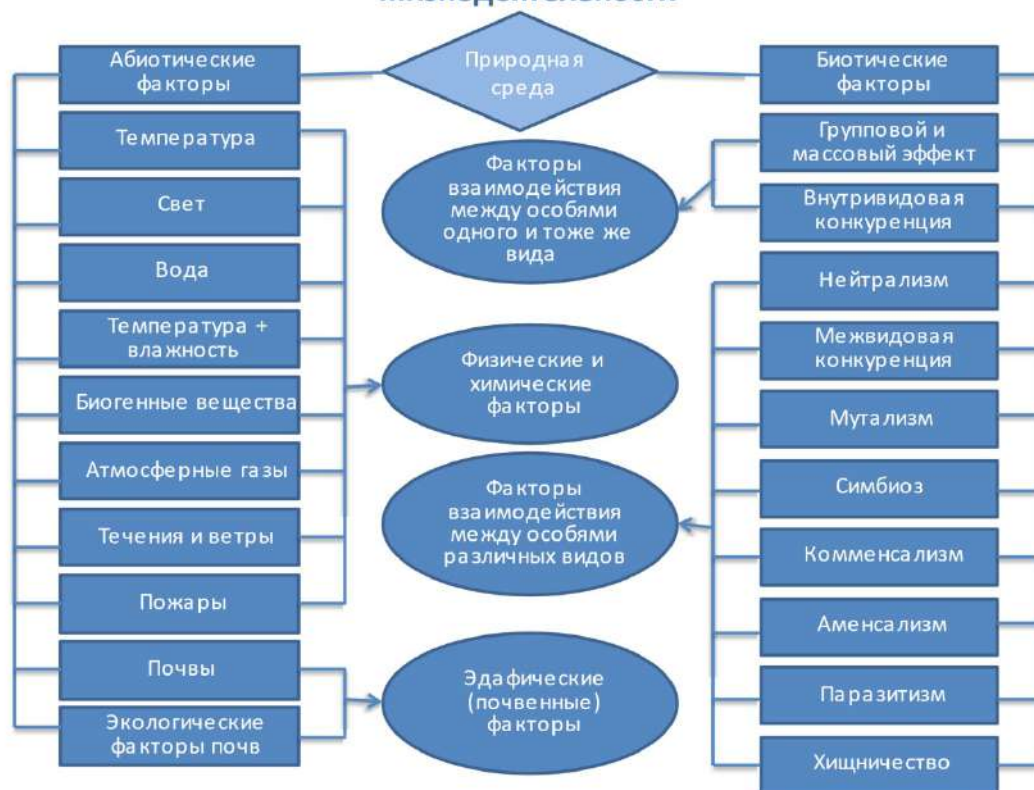 Природная
среда
Абиотические
факторы
Температура
Свет
Вода
Температура +
влажность
Биогенные вещества
Атмосферные газы
Течения и ветры
Пожары
Почвы
Экологические
факторы почв
Факторы
взаимодействия
между особями
одного и тоже же
вида
Физические и
химические
факторы
Факторы
взаимодействия
между особями
различных видов
Эдафические
(почвенные)
факторы
Биотические
факторы
Групповой и
массовый эффект
Внутривидовая
конкуренция
Нейтрализм
Межвидовая
конкуренция
Мутализм
Симбиоз
Комменсализм
Аменсализм
Паразитизм
Хищничество